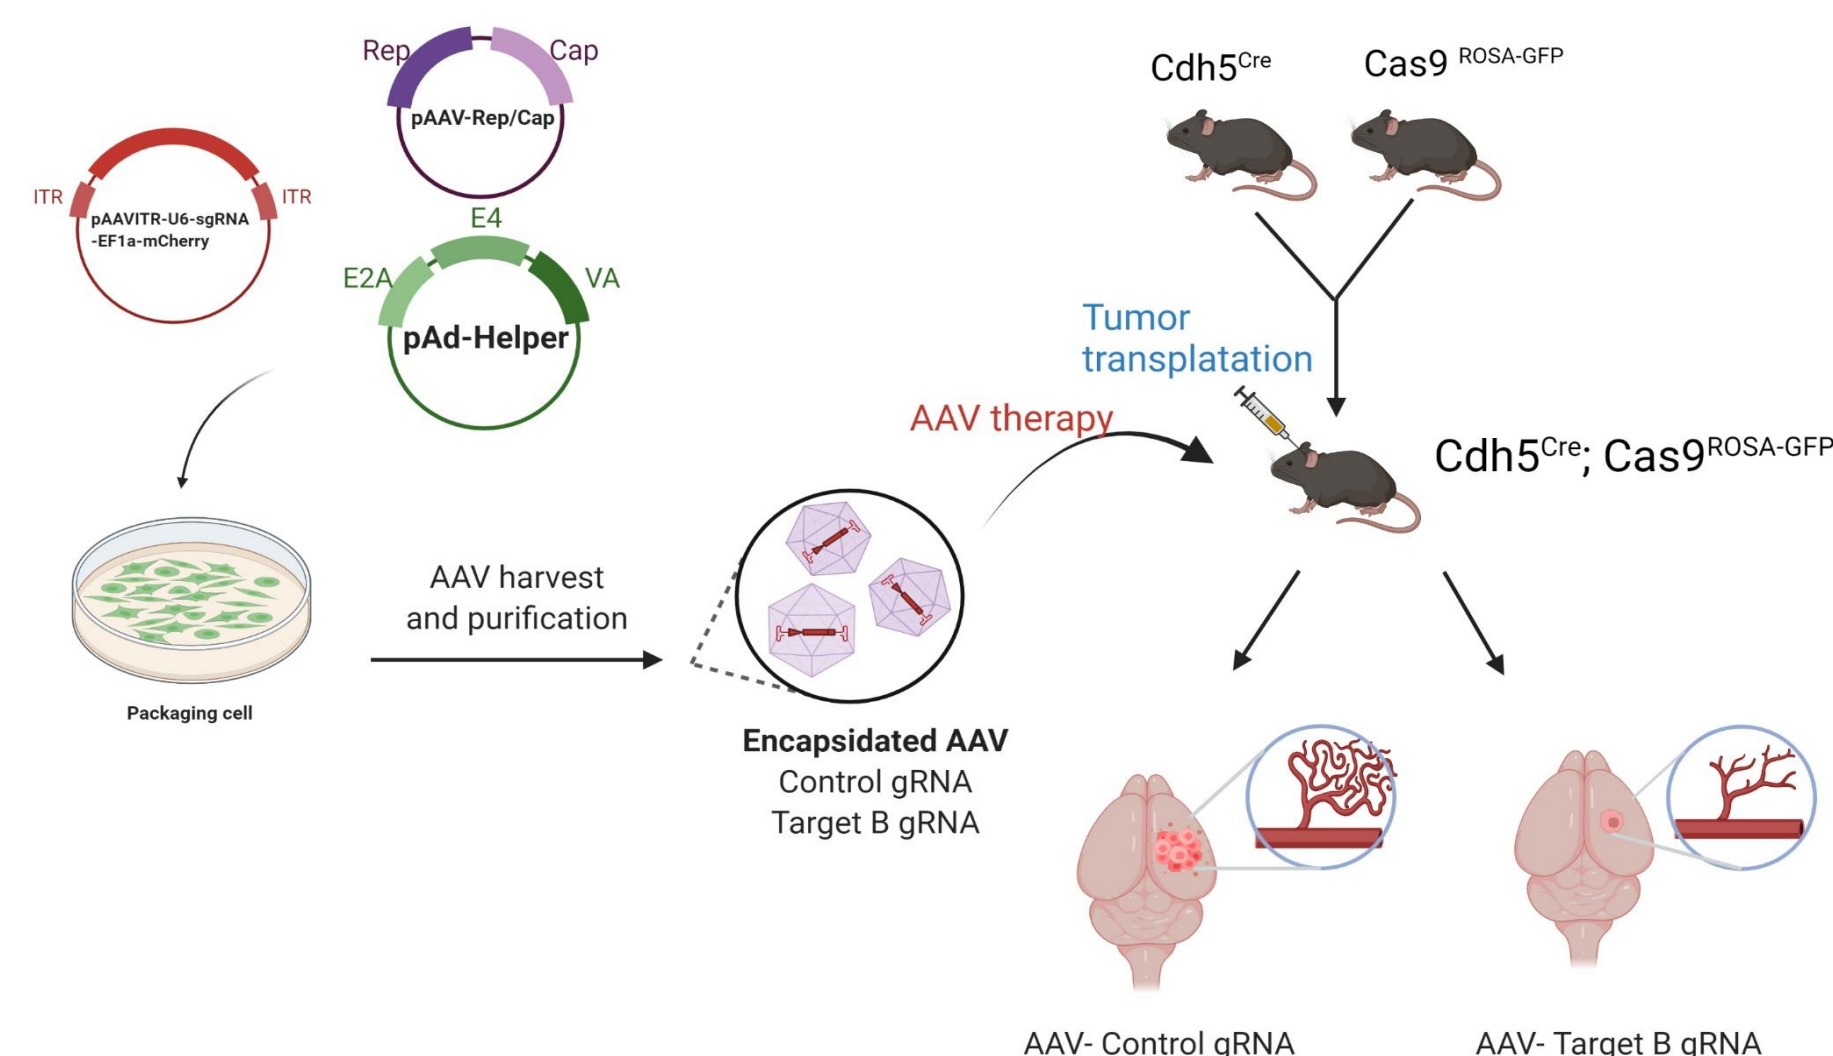 Rep
Cap
pAAV-Rep/Cap
ITR
ITR
pAAVITR-U6-sgRNA
-EF1a-mCherry
E4
E2A
VA
pAd-Helper
Packaging cell
AAV harvest
and purification
Encapsidated AAV
Control gRNA
Target B gRNA
AAV therapy
Tumor
transplatation
Cdh5Cre
Cas9 ROSA-GFP
Cdh5Cre; Cas9ROSA-GFP
AAV- Control gRNA
AAV- Target B gRNA